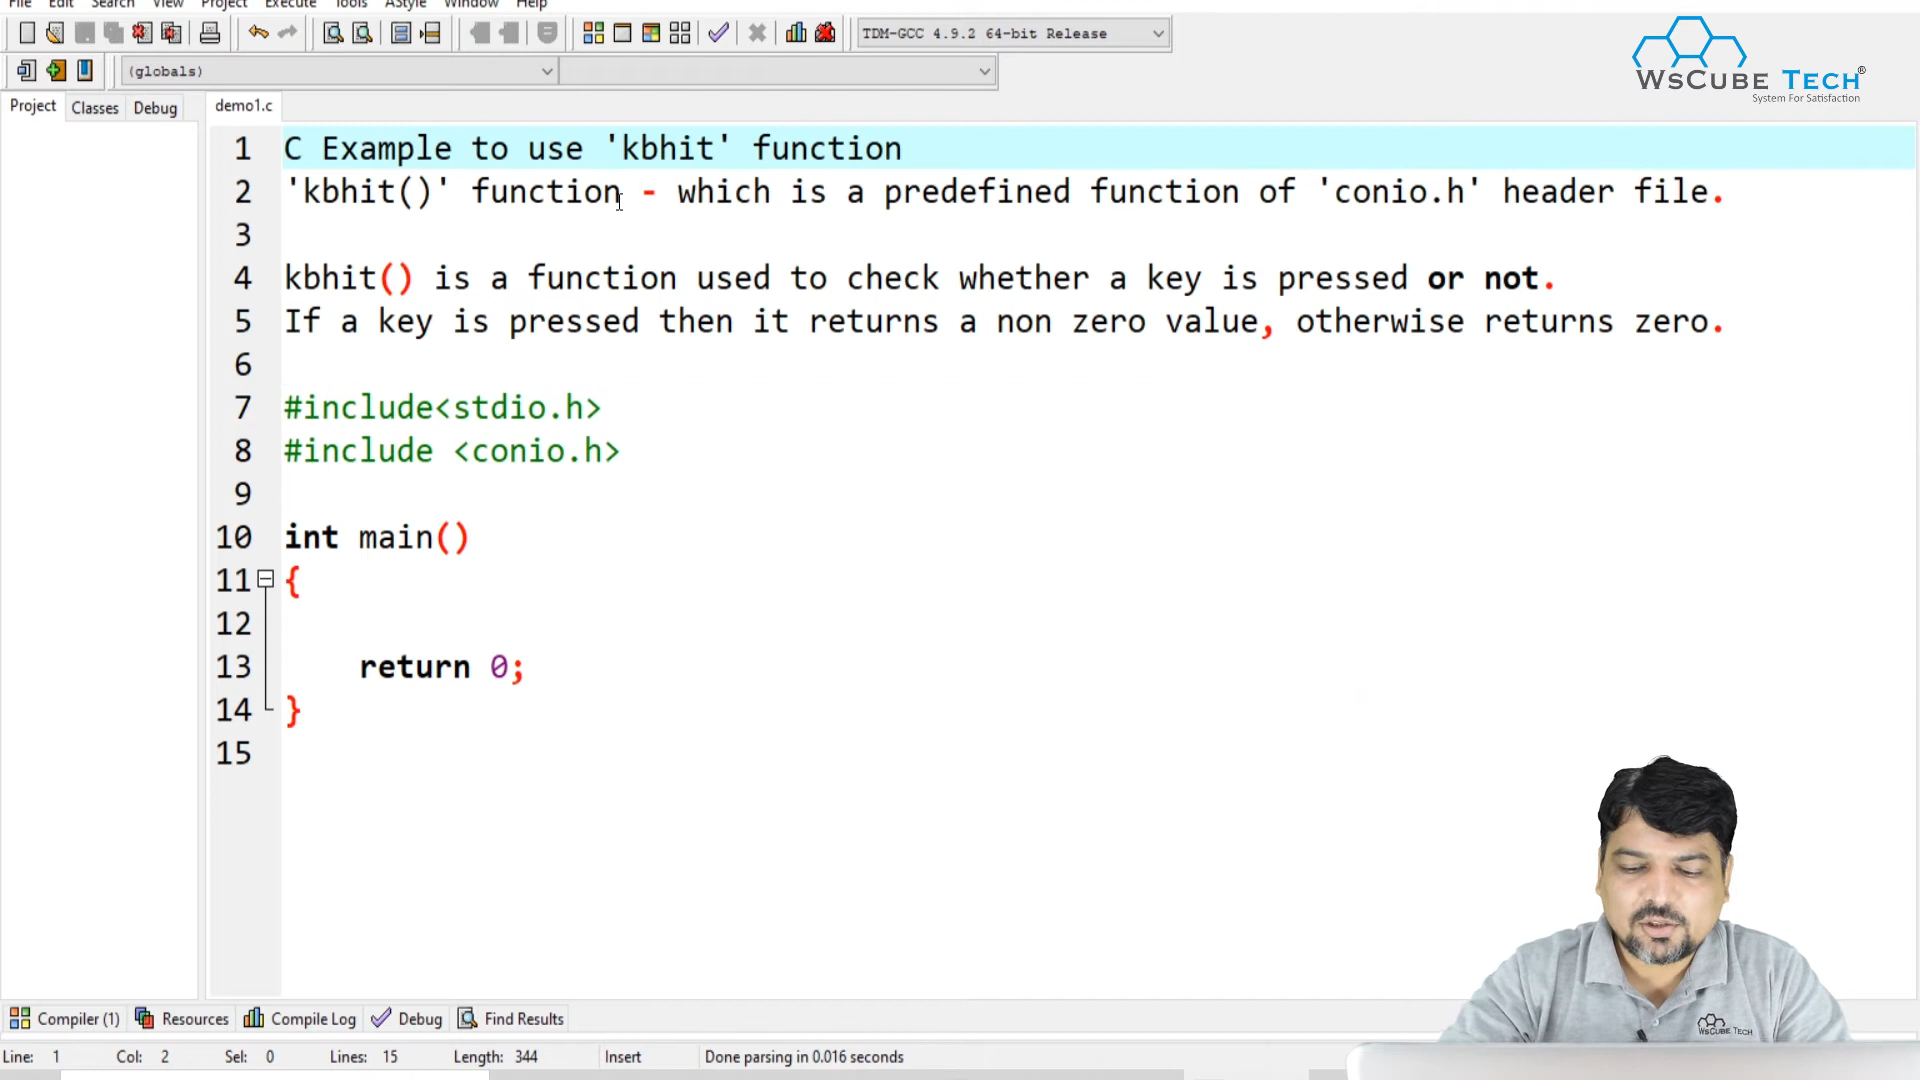 File Edit Search View Project Execute Tools AStyle Window Help
TDM-GCC 4.9.2 64-bit Release
(globals)
WsCube Tech®
System For Satisfaction
Project Classes Debug demo1.c
1 C Example to use 'kbhit' function
2 'kbhit()' function - which is a predefined function of 'conio.h' header file.
3
4 kbhit() is a function used to check whether a key is pressed or not.
5 If a key is pressed then it returns a non zero value, otherwise returns zero.
6
7 #include<stdio.h>
8 #include <conio.h>
9
10 int main()
11 {
12
13 return 0;
14 }
15
WsCube Tech
Compiler (1) Resources Compile Log Debug Find Results
Line: 1 Col: 2 Sel: 0 Lines: 15 Length: 344 Insert Done parsing in 0.016 seconds